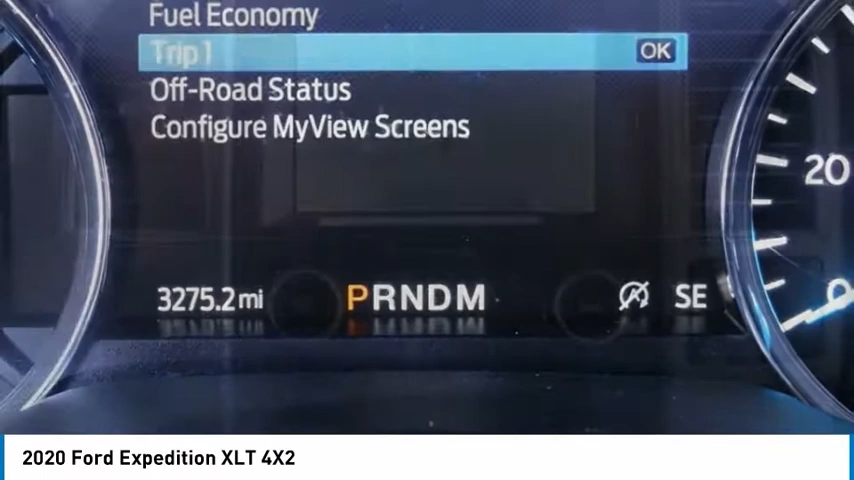 Fuel Economy
Trip 1 OK
Off-Road Status
Configure MyView Screens
20
3275.2 mi PRNDM SE 0
2020 Ford Expedition XLT 4X2